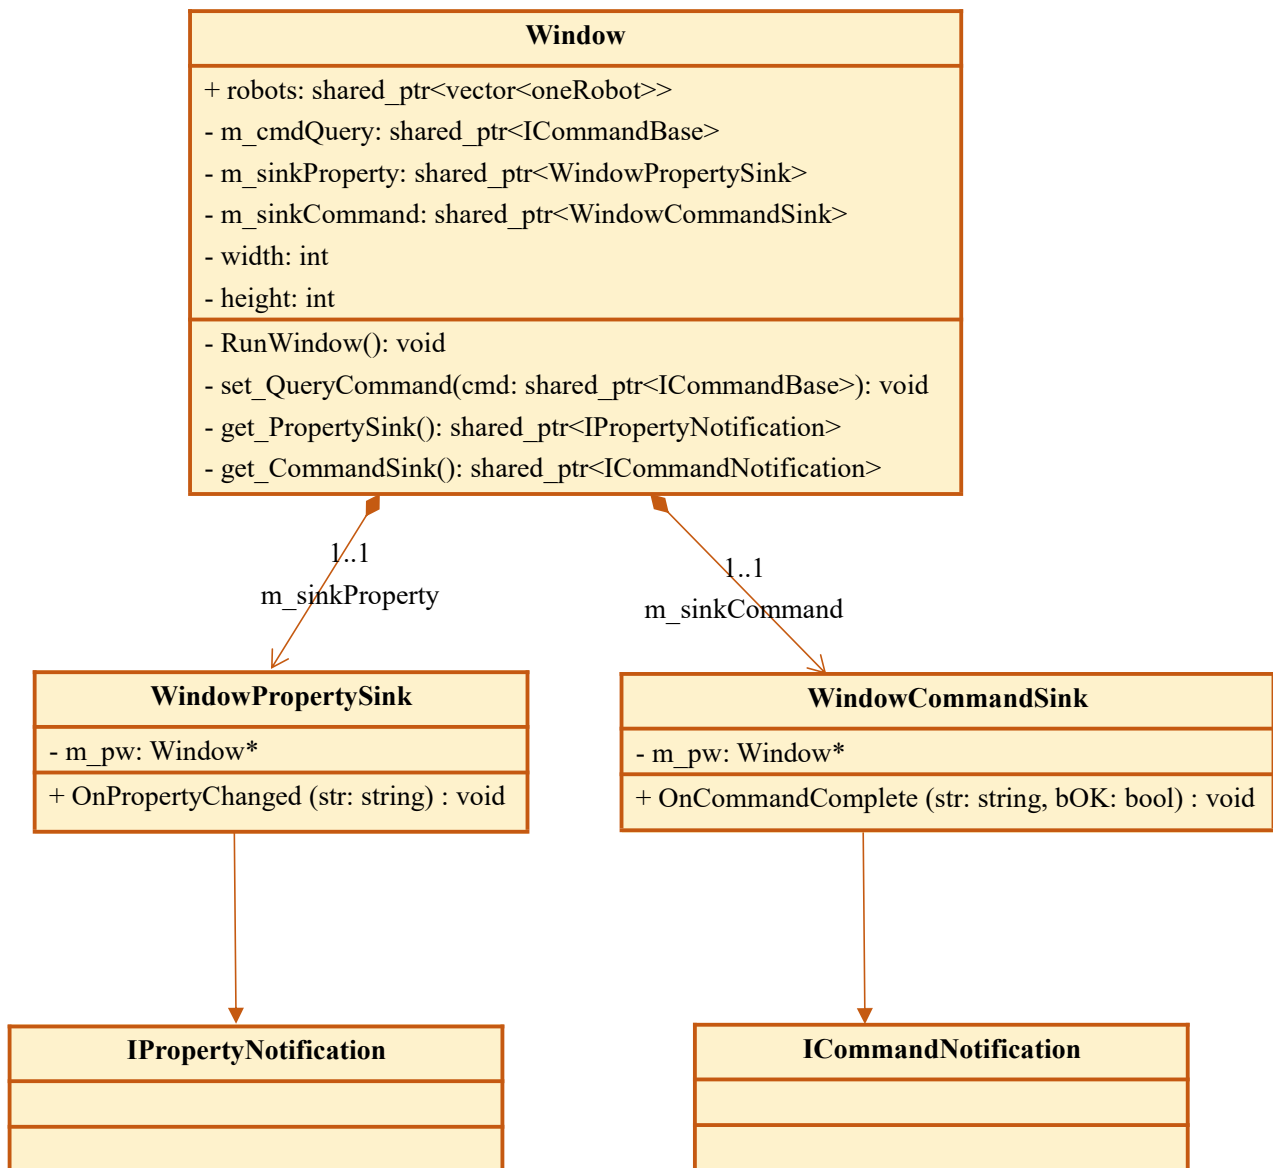 Window
+ robots: shared_ptr<vector<oneRobot>>
- m_cmdQuery: shared_ptr<ICommandBase>
- m_sinkProperty: shared_ptr<WindowPropertySink>
- m_sinkCommand: shared_ptr<WindowCommandSink>
- width: int
- height: int
- RunWindow(): void
- set_QueryCommand(cmd: shared_ptr<ICommandBase>): void
- get_PropertySink(): shared_ptr<IPropertyNotification>
- get_CommandSink(): shared_ptr<ICommandNotification>
1..1
m_sinkProperty
1..1
m_sinkCommand
WindowPropertySink
- m_pw: Window*
+ OnPropertyChanged (str: string) : void
WindowCommandSink
- m_pw: Window*
+ OnCommandComplete (str: string, bOK: bool) : void
IPropertyNotification
ICommandNotification